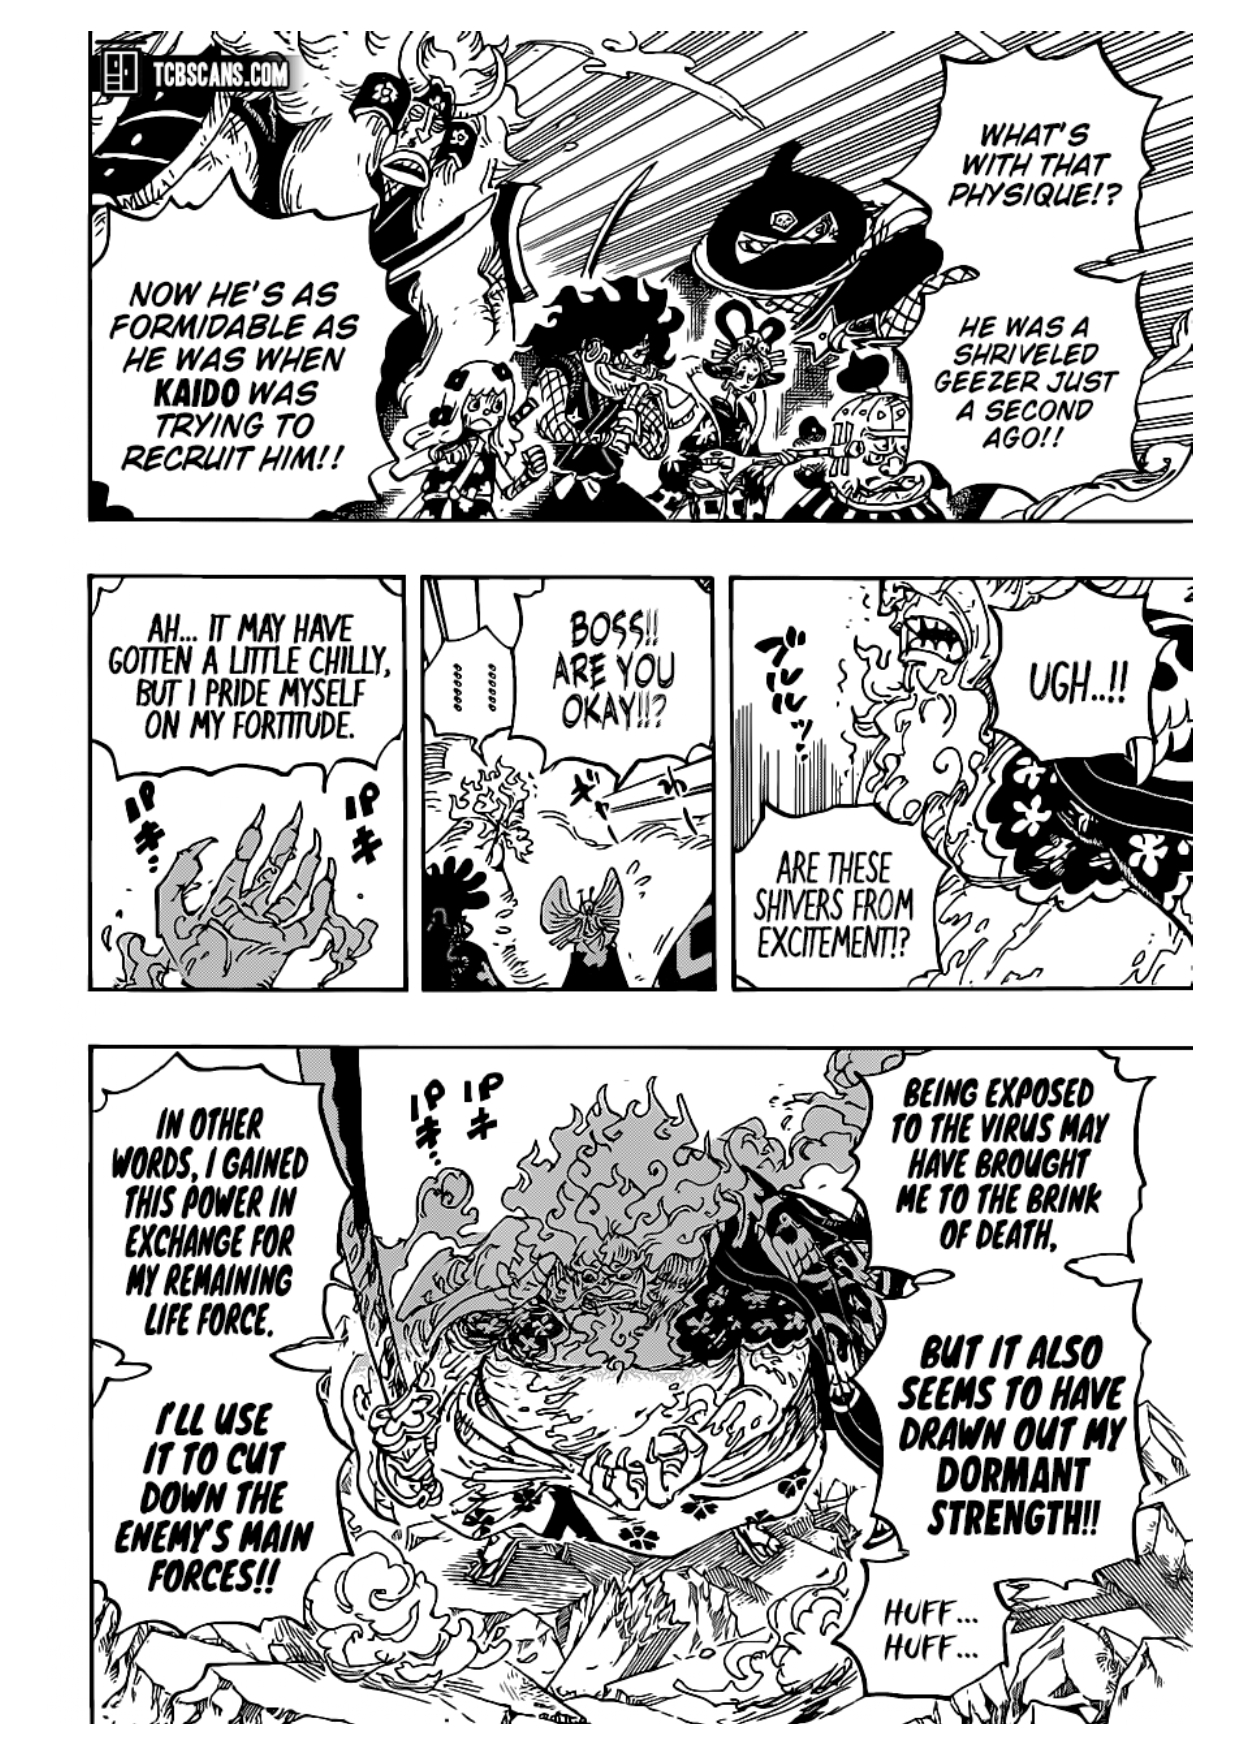 TCBSCANS.COM
WHAT'S
WITH THAT
PHYSIQUE!?
HE WAS A
SHRIVELED
GEEZER JUST
A SECOND
AGO!!
NOW HE'S AS
FORMIDABLE AS
HE WAS WHEN
KAIDO WAS
TRYING TO
RECRUIT HIM!!
UGH..!!
ブルルッ
ARE THESE
SHIVERS FROM
EXCITEMENT!?
BOSS!!
ARE YOU
OKAY!!?
AH... IT MAY HAVE
GOTTEN A LITTLE CHILLY,
BUT I PRIDE MYSELF
ON MY FORTITUDE.
パキ
パキ
BEING EXPOSED
TO THE VIRUS MAY
HAVE BROUGHT
ME TO THE BRINK
OF DEATH,
BUT IT ALSO
SEEMS TO HAVE
DRAWN OUT MY
DORMANT
STRENGTH!!
HUFF...
HUFF...
パキ
パキ
IN OTHER
WORDS, I GAINED
THIS POWER IN
EXCHANGE FOR
MY REMAINING
LIFE FORCE.
I'LL USE
IT TO CUT
DOWN THE
ENEMY'S MAIN
FORCES!!